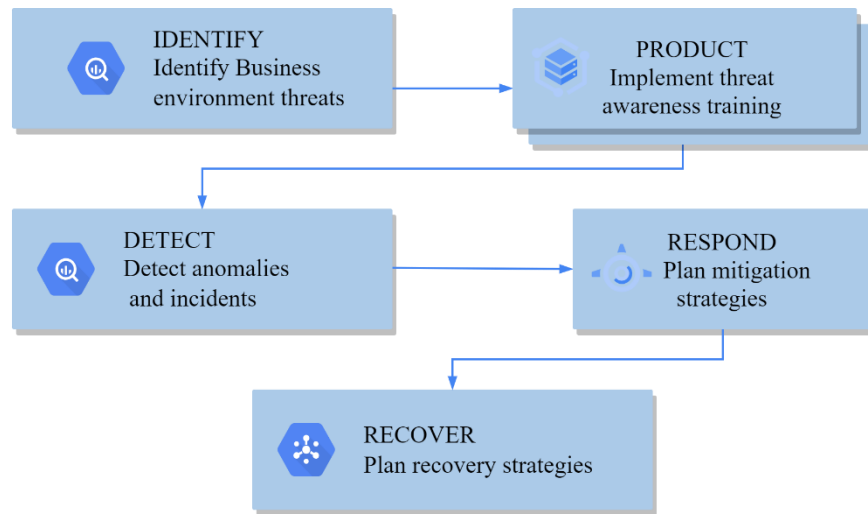 IDENTIFY
Identify Business
environment threats
PRODUCT
Implement threat
awareness training
DETECT
Detect anomalies
and incidents
RESPOND
Plan mitigation
strategies
RECOVER
Plan recovery strategies